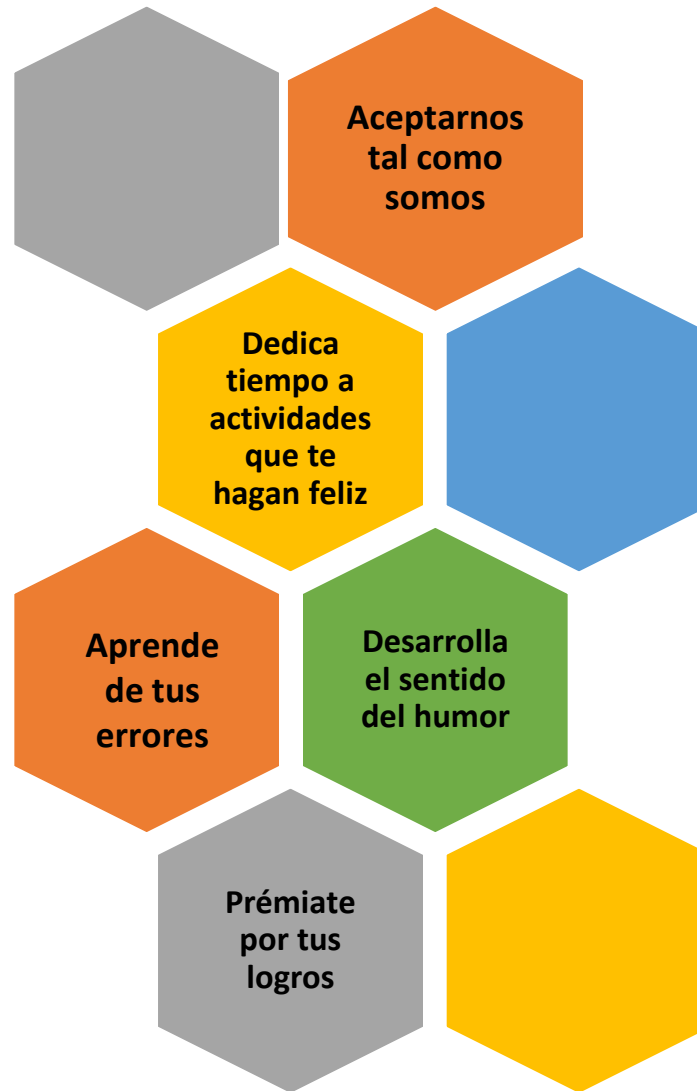 Aceptarnos
tal como
somos
Dedica
tiempo a
actividades
que te
hagan feliz
Aprende
de tus
errores
Desarrolla
el sentido
del humor
Prémiate
por tus
logros